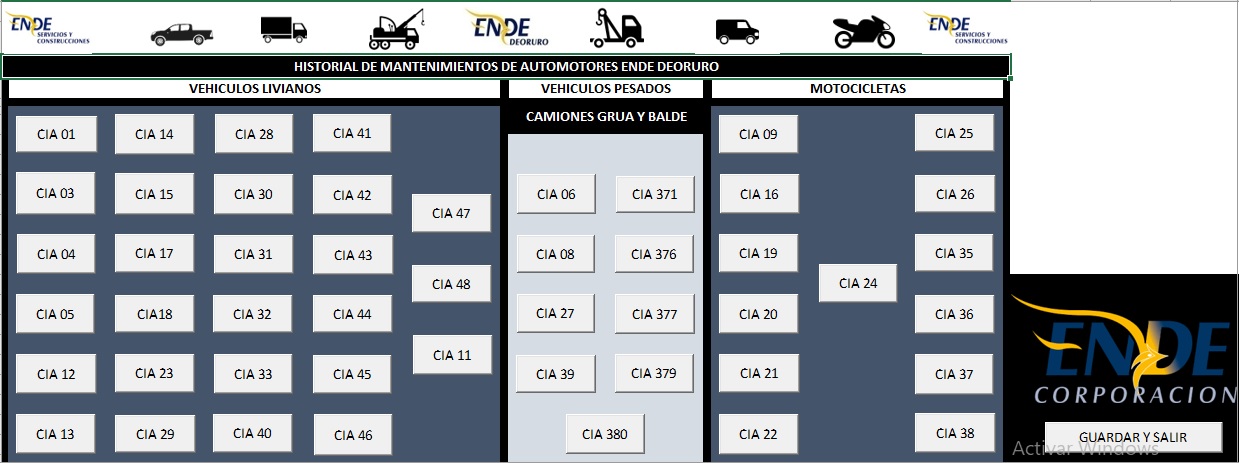 ENDE
SERVICIOS Y
CONSTRUCCIONES
ENDE
DEORURO
ENDE
SERVICIOS Y
CONSTRUCCIONES
HISTORIAL DE MANTENIMIENTOS DE AUTOMOTORES ENDE DEORURO
VEHICULOS LIVIANOS
CIA 01 CIA 14 CIA 28 CIA 41
CIA 03 CIA 15 CIA 30 CIA 42
CIA 47
CIA 04 CIA 17 CIA 31 CIA 43
CIA 48
CIA 05 CIA18 CIA 32 CIA 44
CIA 11
CIA 12 CIA 23 CIA 33 CIA 45
CIA 13 CIA 29 CIA 40 CIA 46
VEHICULOS PESADOS
CAMIONES GRUA Y BALDE
CIA 06 CIA 371
CIA 08 CIA 376
CIA 27 CIA 377
CIA 39 CIA 379
CIA 380
MOTOCICLETAS
CIA 09 CIA 25
CIA 16 CIA 26
CIA 19 CIA 35
CIA 24
CIA 20 CIA 36
CIA 21 CIA 37
CIA 22 CIA 38
ENDE
CORPORACION
GUARDAR Y SALIR
Activar Windows